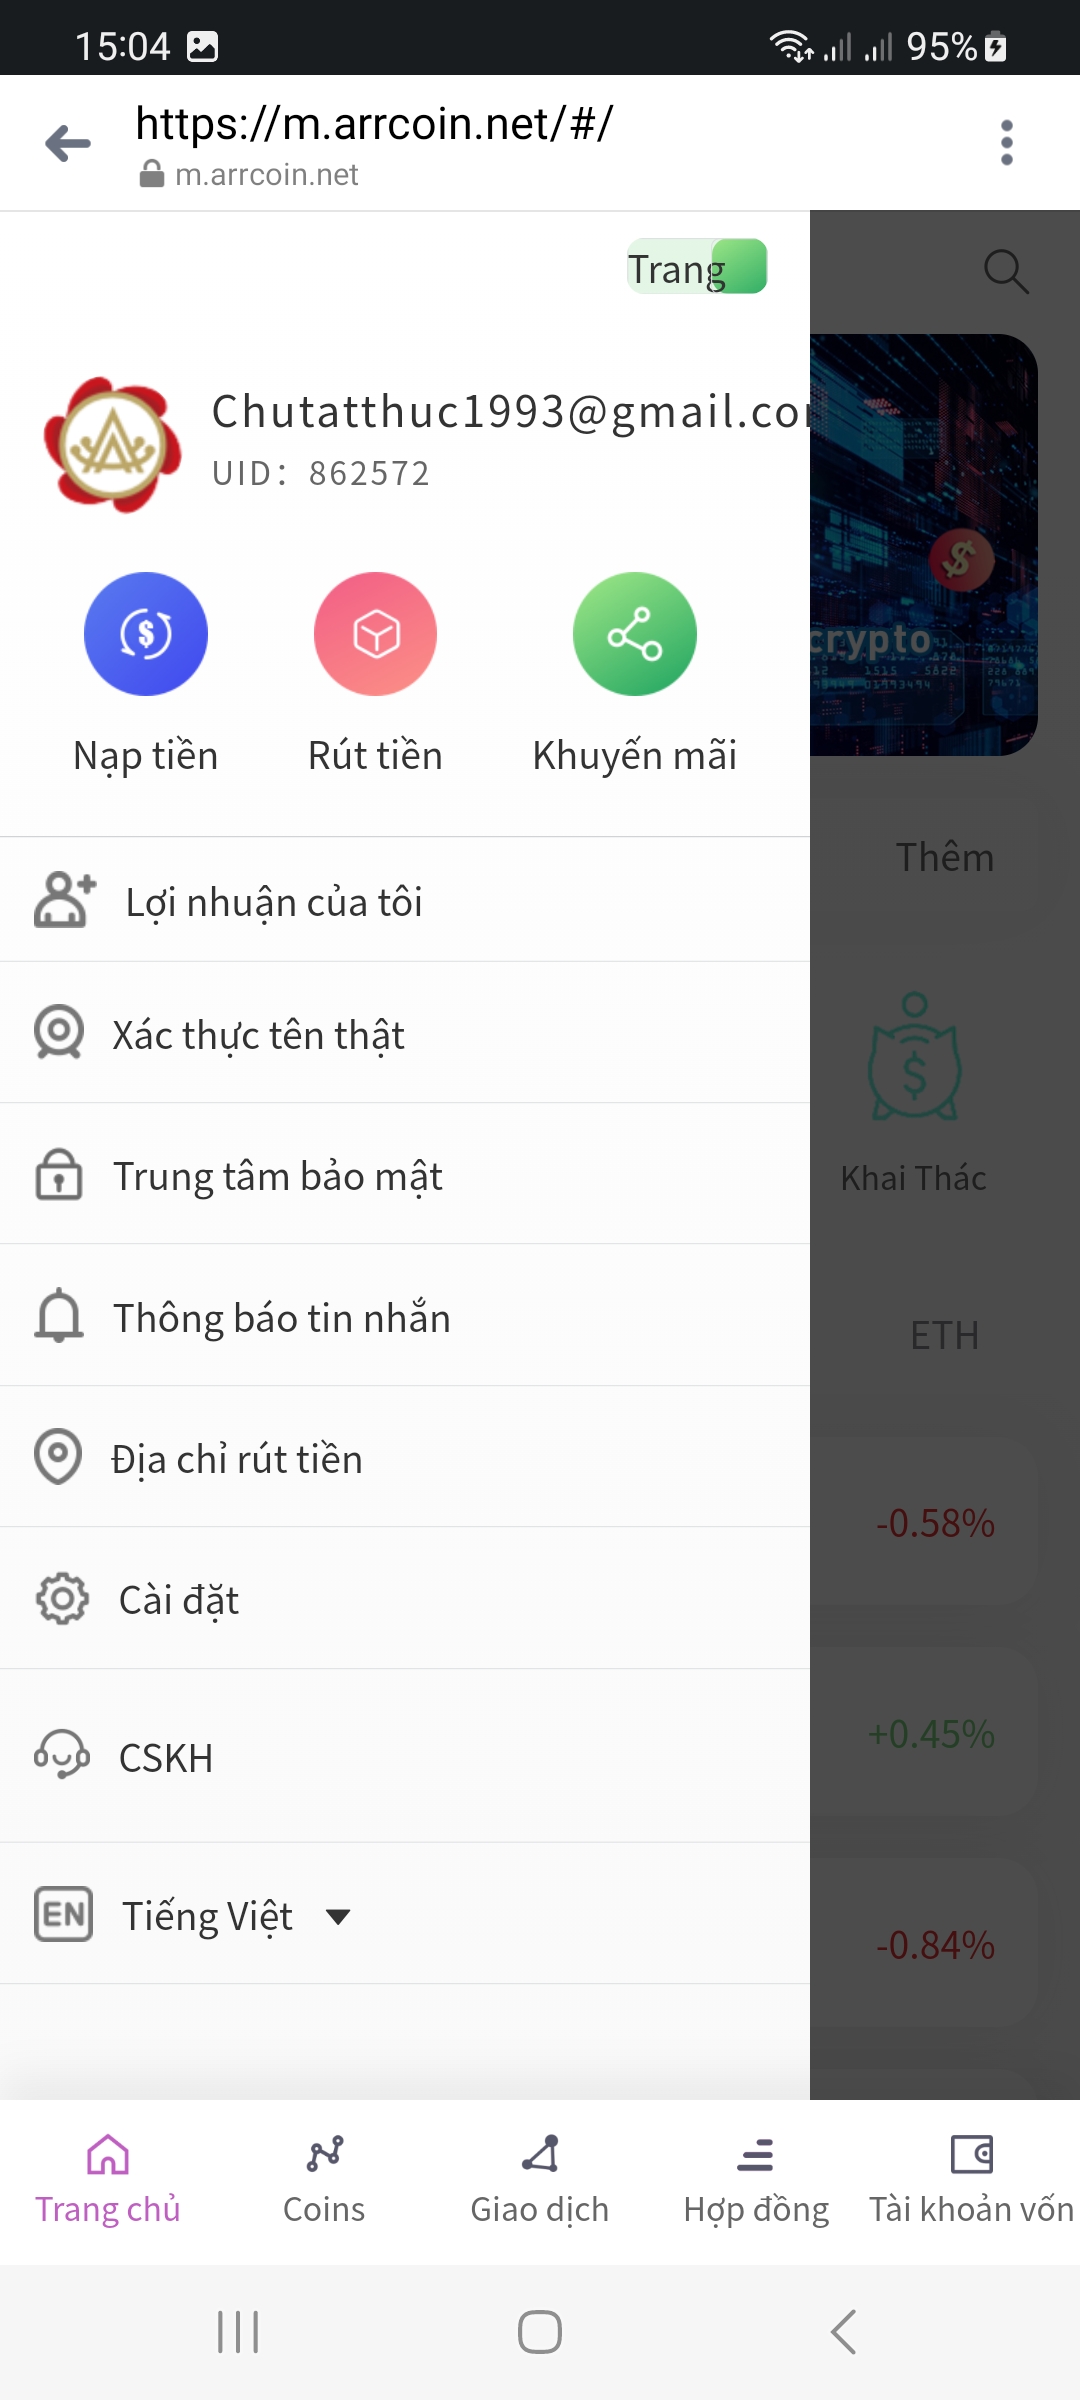 15:04
95%
https://m.arrcoin.net/#/
m.arrcoin.net
Trang
Chutatthuc1993@gmail.co
UID: 862572
crypto
Nạp tiền
Rút tiền
Khuyến mãi
Thêm
Lợi nhuận của tôi
Xác thực tên thật
Khai Thác
Trung tâm bảo mật
Thông báo tin nhắn
ETH
Địa chỉ rút tiền
-0.58%
Cài đặt
+0.45%
CSKH
EN Tiếng Việt
-0.84%
Trang chủ
Coins
Giao dịch
Hợp đồng
Tài khoản vốn